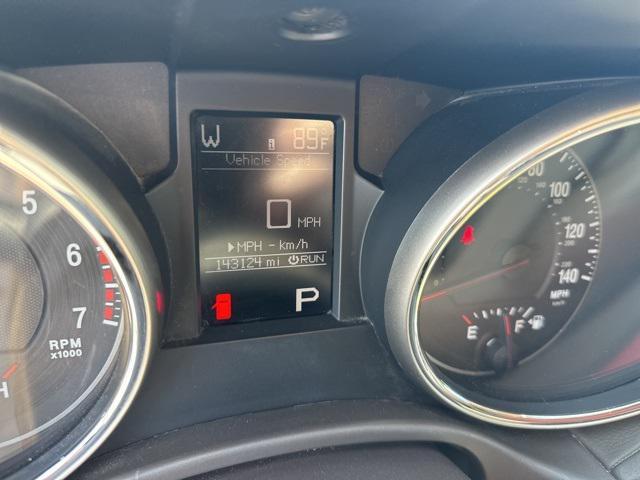 W 89F
Vehicle Speed
0 MPH
▸MPH - km/h
143124 mi RUN
P
5
6
7
RPM
x1000
H
80
100
120
140
MPH
E F